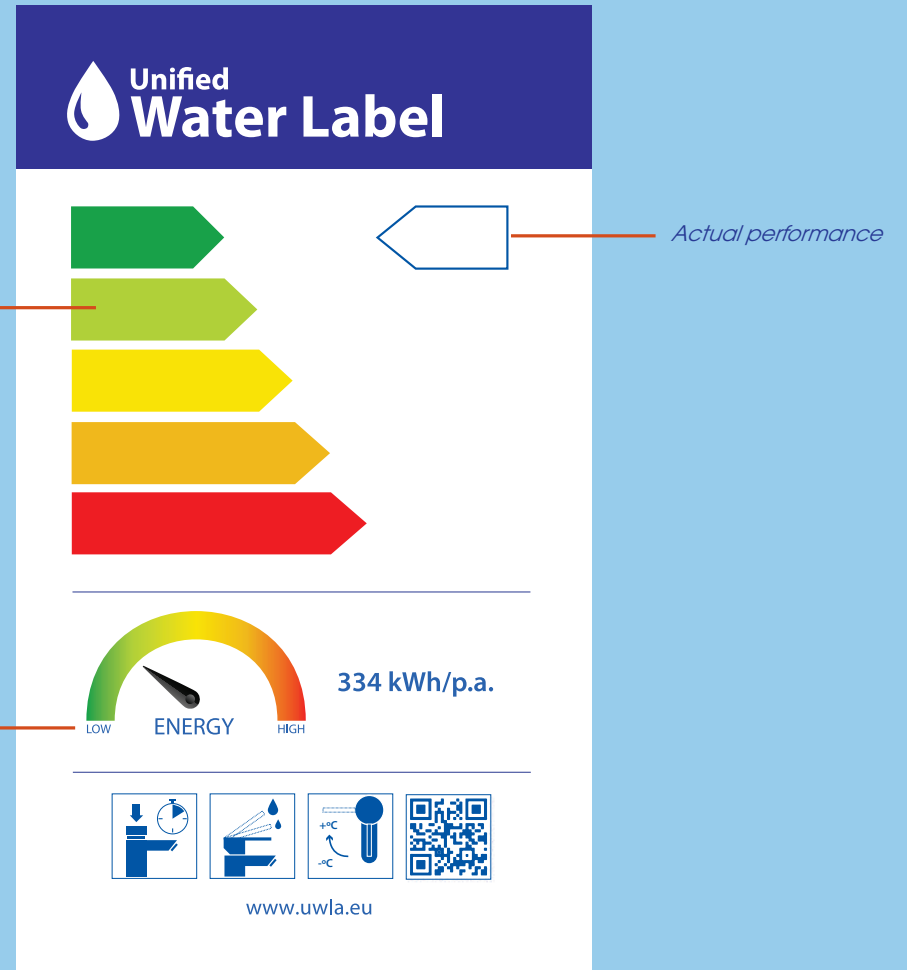 Unified
Water Label
Actual performance
334 kWh/p.a.
LOW ENERGY HIGH
+ºC
-ºC
www.uwla.eu